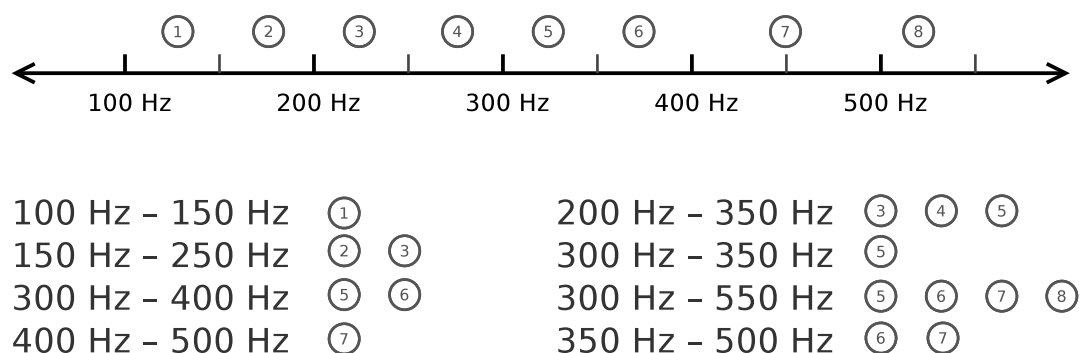 ① ② ③ ④ ⑤ ⑥ ⑦ ⑧
100 Hz 200 Hz 300 Hz 400 Hz 500 Hz
100 Hz – 150 Hz ①
150 Hz – 250 Hz ② ③
300 Hz – 400 Hz ⑤ ⑥
400 Hz – 500 Hz ⑦
200 Hz – 350 Hz ③ ④ ⑤
300 Hz – 350 Hz ⑤
300 Hz – 550 Hz ⑤ ⑥ ⑦ ⑧
350 Hz – 500 Hz ⑥ ⑦